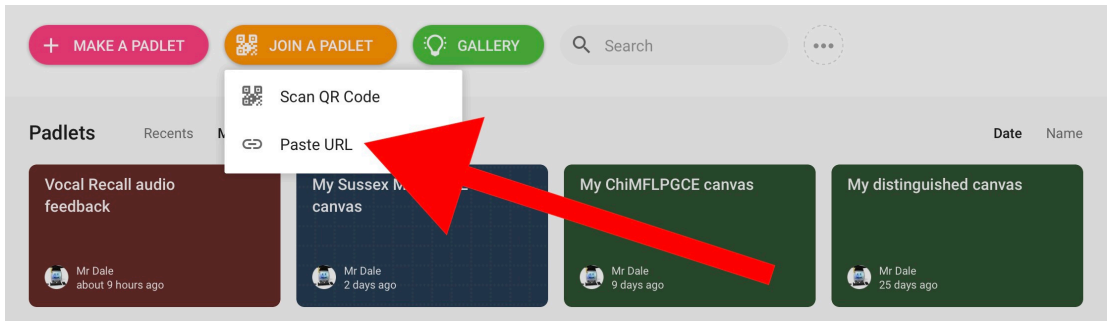 + MAKE A PADLET JOIN A PADLET GALLERY Search
Scan QR Code
Paste URL
Padlets Recents Date Name
Vocal Recall audio
feedback
My Sussex
canvas
My ChiMFLPGCE canvas
My distinguished canvas
Mr Dale
about 9 hours ago
Mr Dale
2 days ago
Mr Dale
9 days ago
Mr Dale
25 days ago